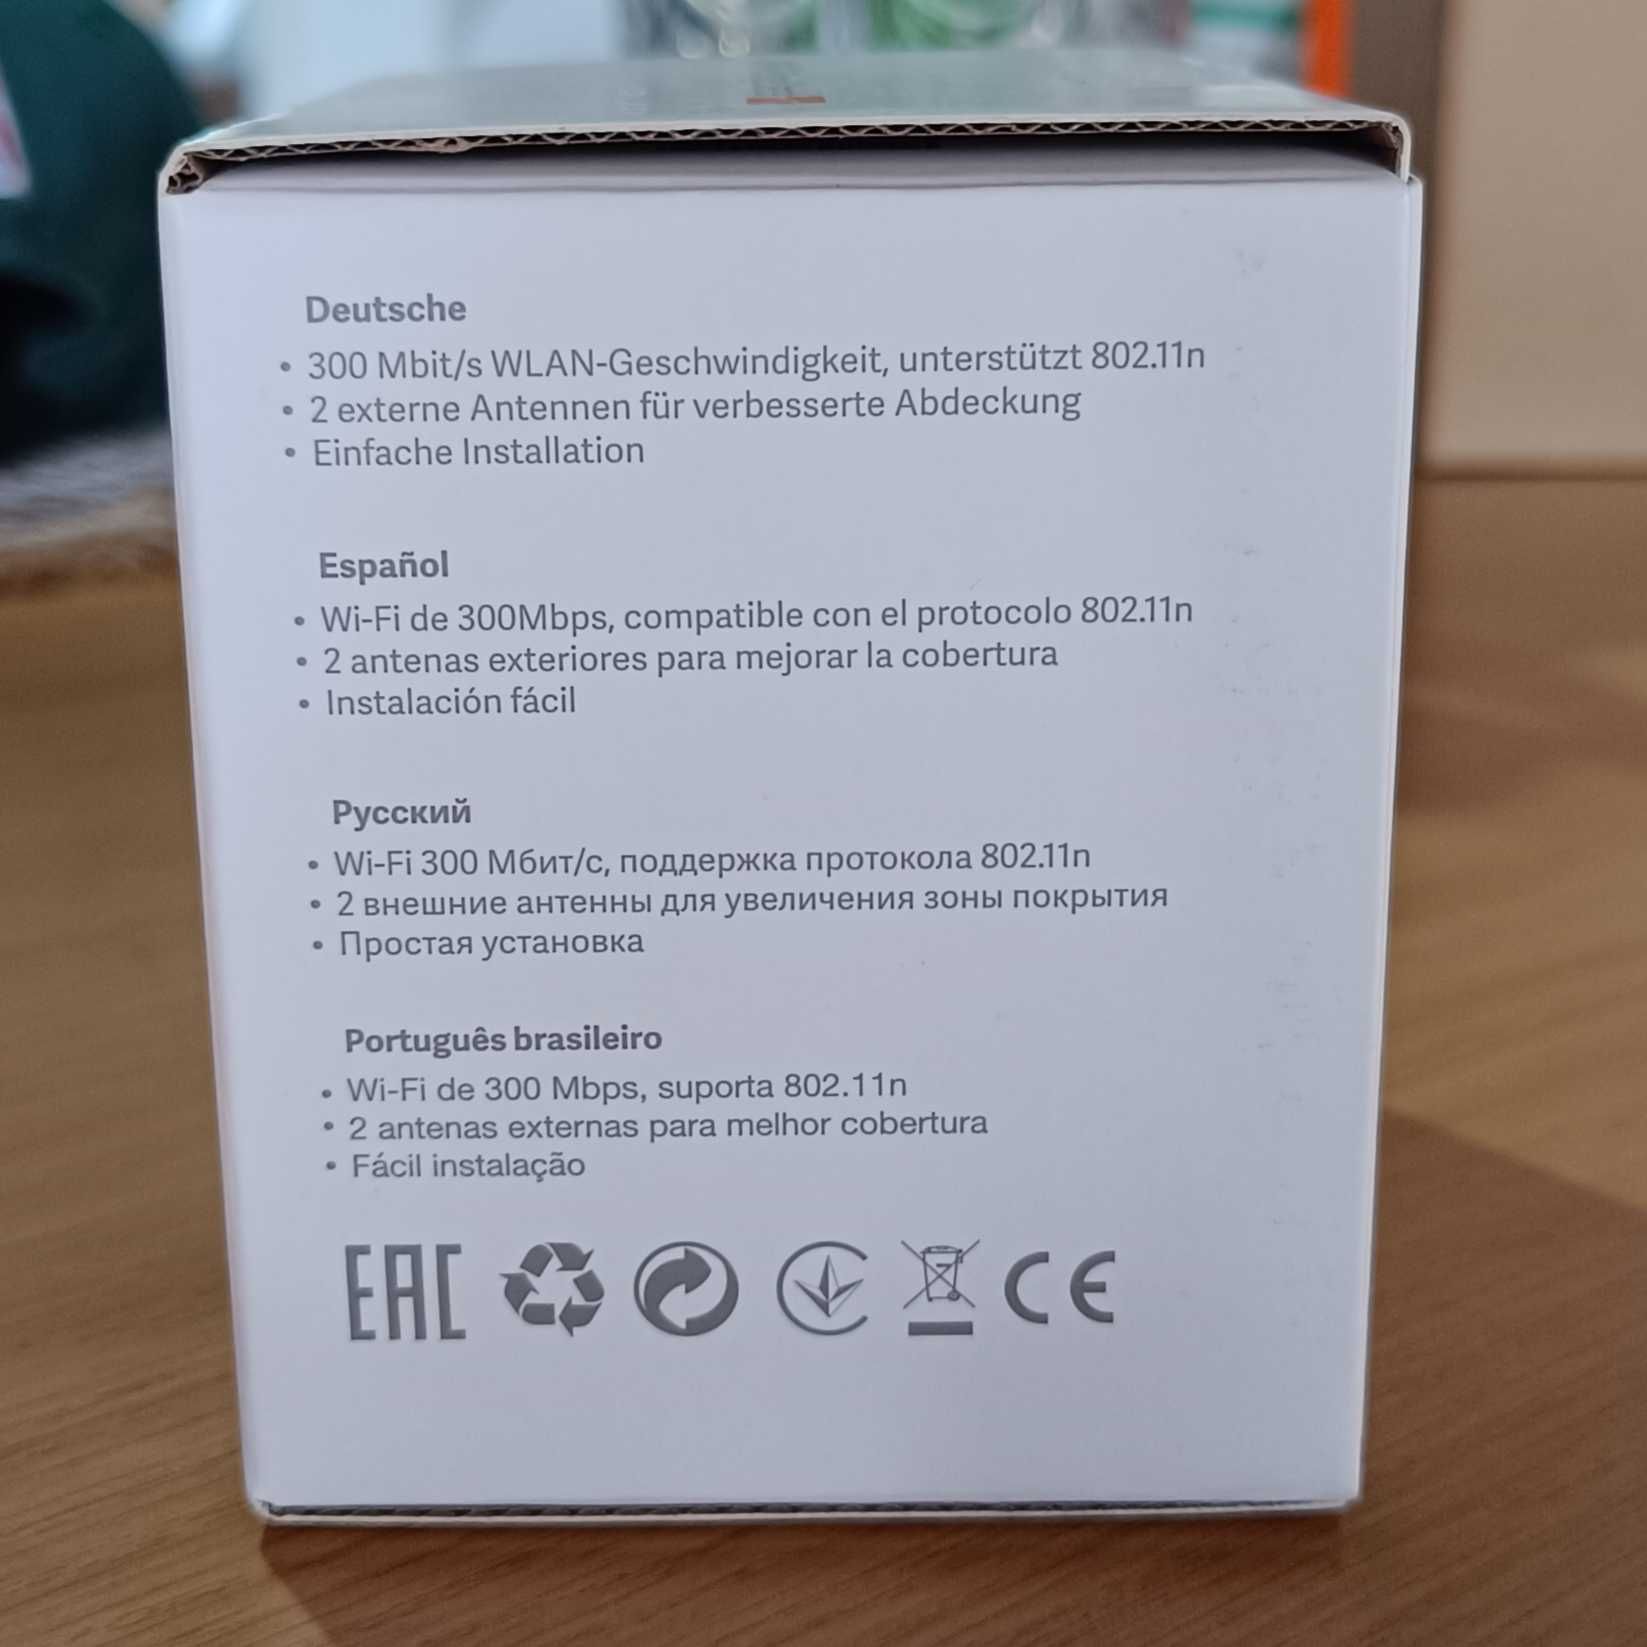 Deutsche
• 300 Mbit/s WLAN-Geschwindigkeit, unterstützt 802.11n
• 2 externe Antennen für verbesserte Abdeckung
• Einfache Installation
Español
• Wi-Fi de 300Mbps, compatible con el protocolo 802.11n
• 2 antenas exteriores para mejorar la cobertura
• Instalación fácil
Русский
• Wi-Fi 300 Мбит/с, поддержка протокола 802.11n
• 2 внешние антенны для увеличения зоны покрытия
• Простая установка
Português brasileiro
• Wi-Fi de 300 Mbps, suporta 802.11n
• 2 antenas externas para melhor cobertura
• Fácil instalação
EAC CE